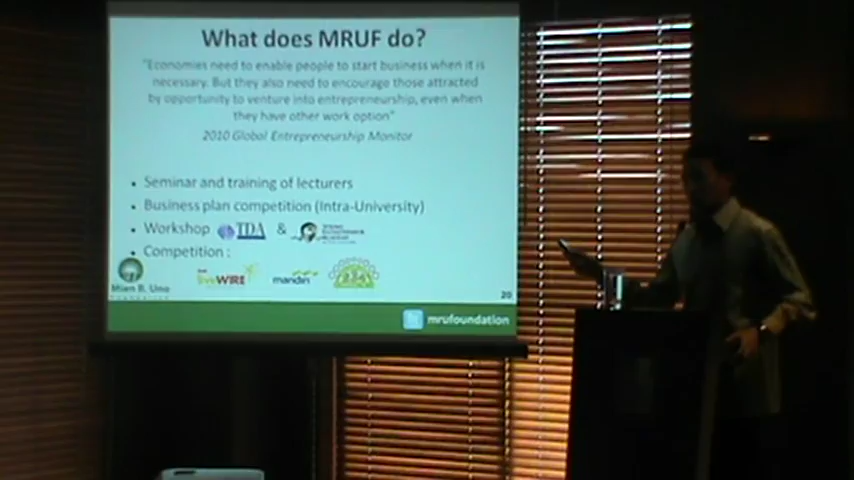 What does MRUF do?
"Economies need to enable people to start business when it is
necessary. But they also need to encourage those attracted
by opportunity to venture into entrepreneurship, even when
they have other work option"
2010 Global Entrepreneurship Monitor
• Seminar and training of lecturers
• Business plan competition (Intra-University)
• Workshop TDA &
• Competition :
liveWIRE mandiri
Mien R. Uno
20
mrufoundation